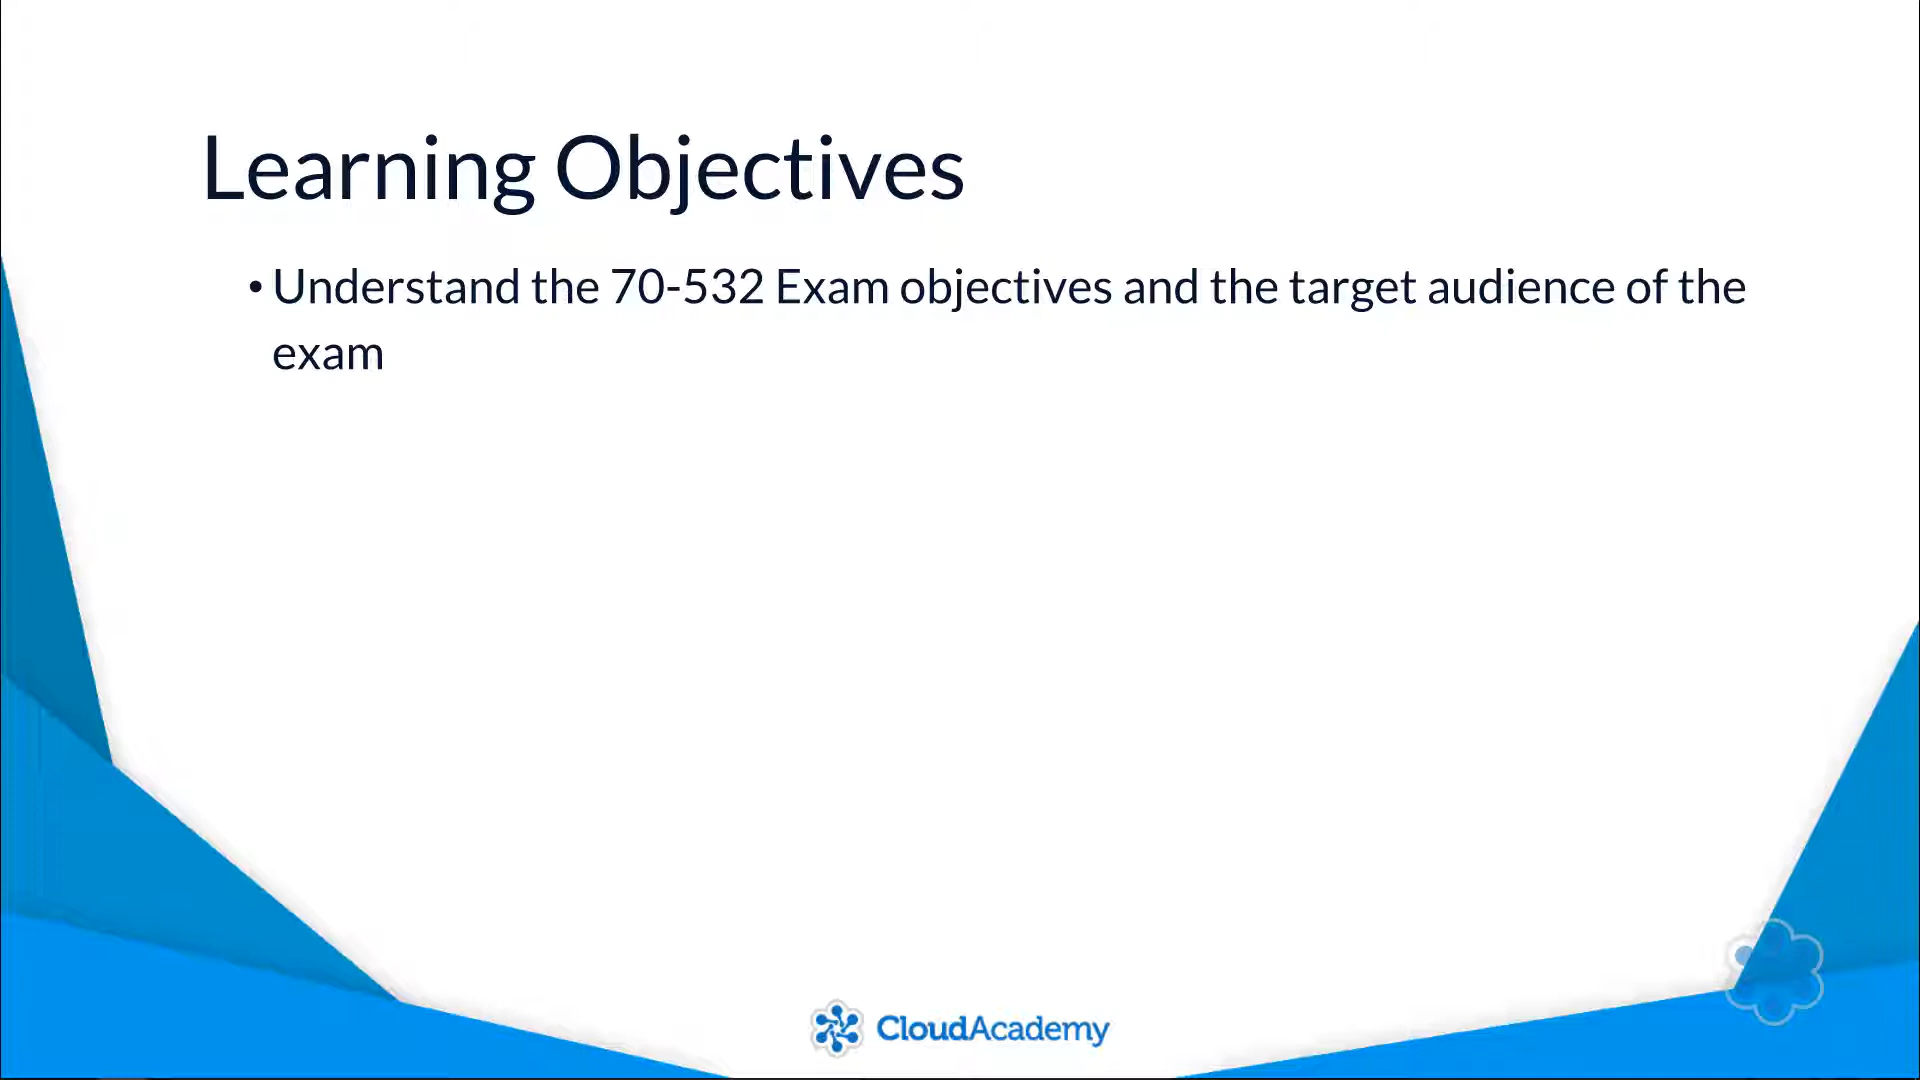 Learning Objectives
• Understand the 70-532 Exam objectives and the target audience of the
exam
CloudAcademy